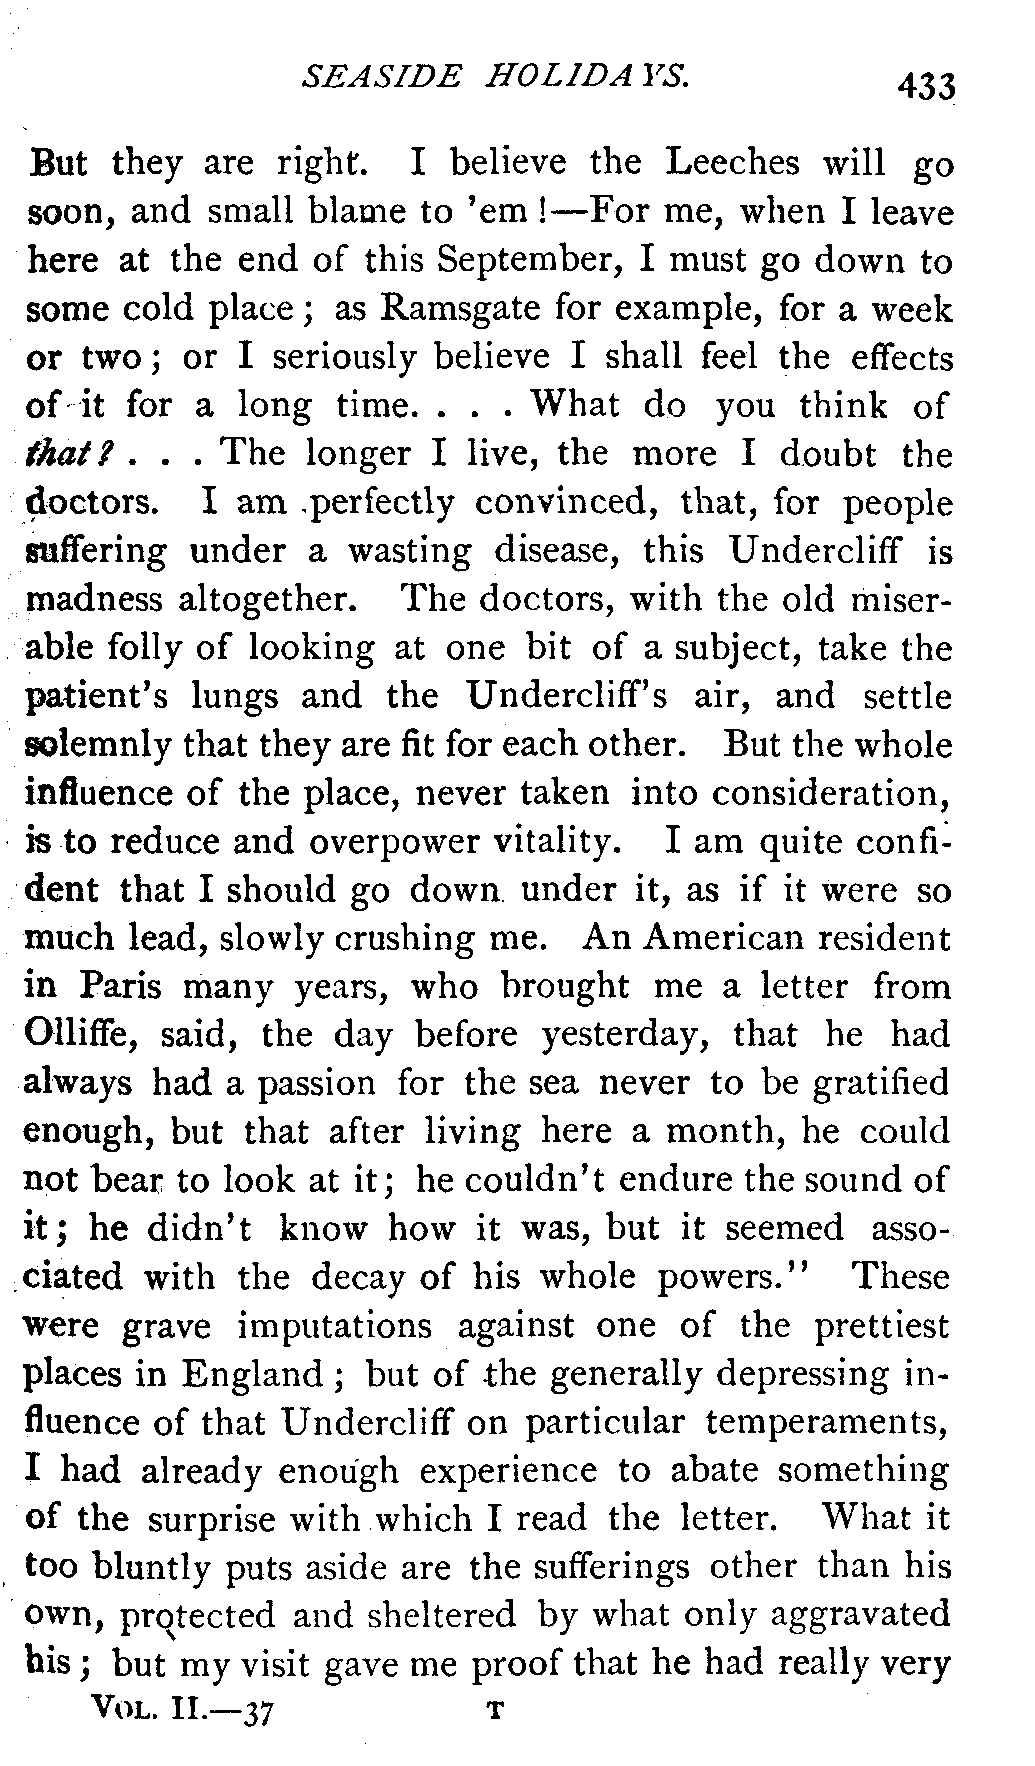 SEASIDE HOLIDAYS.
433
But they are right. I believe the Leeches will go
soon, and small blame to 'em!—For me, when I leave
here at the end of this September, I must go down to
some cold place; as Ramsgate for example, for a week
or two; or I seriously believe I shall feel the effects
of it for a long time. . . . What do you think of
that? . . . The longer I live, the more I doubt the
doctors. I am perfectly convinced, that, for people
suffering under a wasting disease, this Undercliff is
madness altogether. The doctors, with the old miser-
able folly of looking at one bit of a subject, take the
patient's lungs and the Undercliff's air, and settle
solemnly that they are fit for each other. But the whole
influence of the place, never taken into consideration,
is to reduce and overpower vitality. I am quite confi-
dent that I should go down under it, as if it were so
much lead, slowly crushing me. An American resident
in Paris many years, who brought me a letter from
Olliffe, said, the day before yesterday, that he had
always had a passion for the sea never to be gratified
enough, but that after living here a month, he could
not bear to look at it; he couldn't endure the sound of
it; he didn't know how it was, but it seemed asso-
ciated with the decay of his whole powers." These
were grave imputations against one of the prettiest
places in England; but of the generally depressing in-
fluence of that Undercliff on particular temperaments,
I had already enough experience to abate something
of the surprise with which I read the letter. What it
too bluntly puts aside are the sufferings other than his
own, protected and sheltered by what only aggravated
his; but my visit gave me proof that he had really very
VOL. II.—37 T